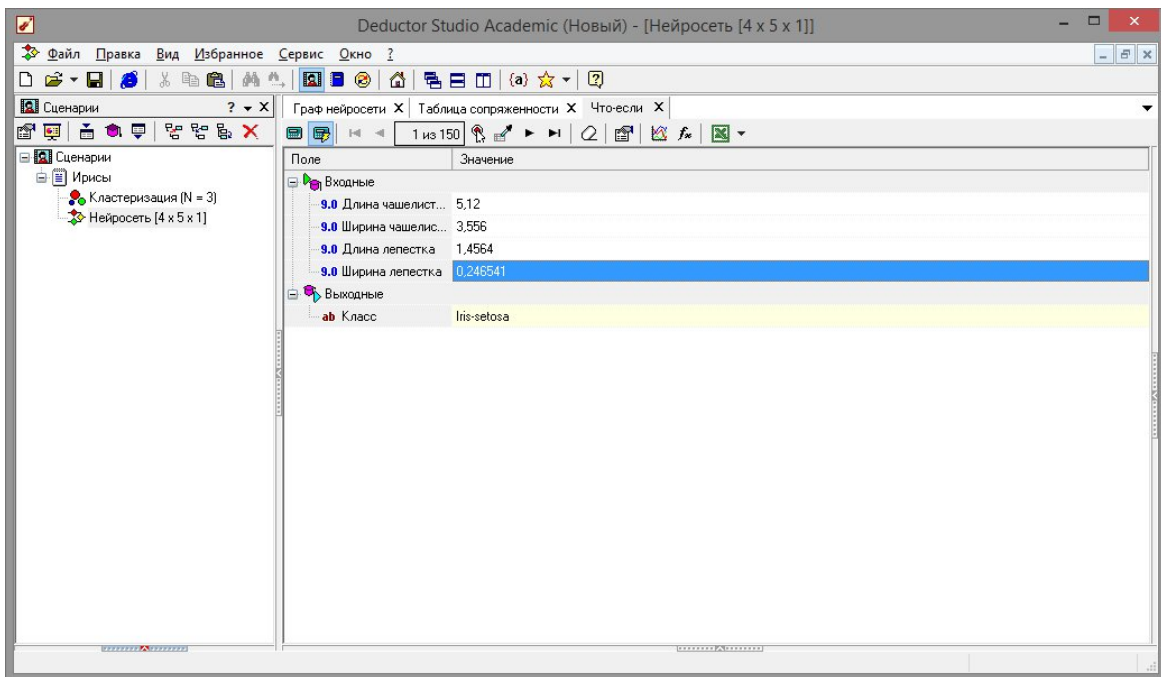 Deductor Studio Academic (Новый) - [Нейросеть [4 x 5 x 1]]
Файл Правка Вид Избранное Сервис Окно ?
{a}
Сценарии ?
Граф нейросети X Таблица сопряженности X Что-если X
1 из 150
Сценарии
Ирисы
Кластеризация (N = 3)
Нейросеть [4 x 5 x 1]
Поле Значение
Входные
9.0 Длина чашелист... 5,12
9.0 Ширина чашелис... 3,556
9.0 Длина лепестка 1,4564
9.0 Ширина лепестка 0,246541
Выходные
ab Класс Iris-setosa